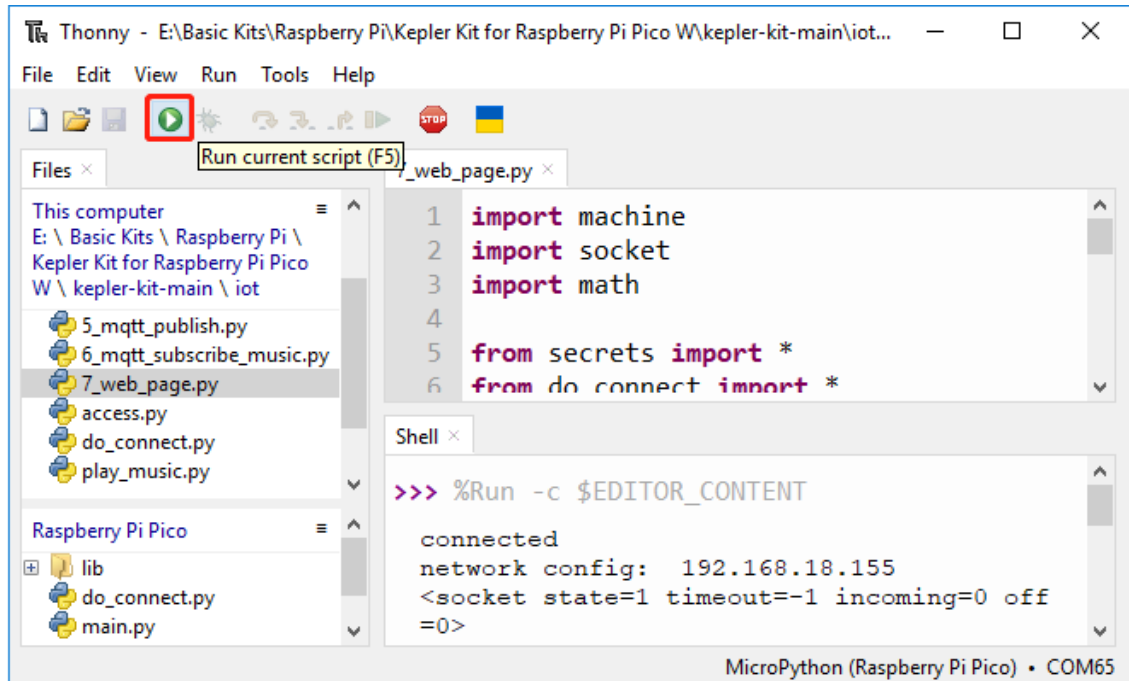 Thonny - E:\Basic Kits\Raspberry Pi\Kepler Kit for Raspberry Pi Pico W\kepler-kit-main\iot...
File Edit View Run Tools Help
STOP
Run current script (F5)
Files
This computer
E: \ Basic Kits \ Raspberry Pi \
Kepler Kit for Raspberry Pi Pico
W \ kepler-kit-main \ iot
5_mqtt_publish.py
6_mqtt_subscribe_music.py
7_web_page.py
access.py
do_connect.py
play_music.py
Raspberry Pi Pico
lib
do_connect.py
main.py
7_web_page.py
1 import machine
2 import socket
3 import math
4
5 from secrets import *
6 from do_connect import *
Shell
>>> %Run -c $EDITOR_CONTENT
connected
network config: 192.168.18.155
<socket state=1 timeout=-1 incoming=0 off
=0>
MicroPython (Raspberry Pi Pico) • COM65